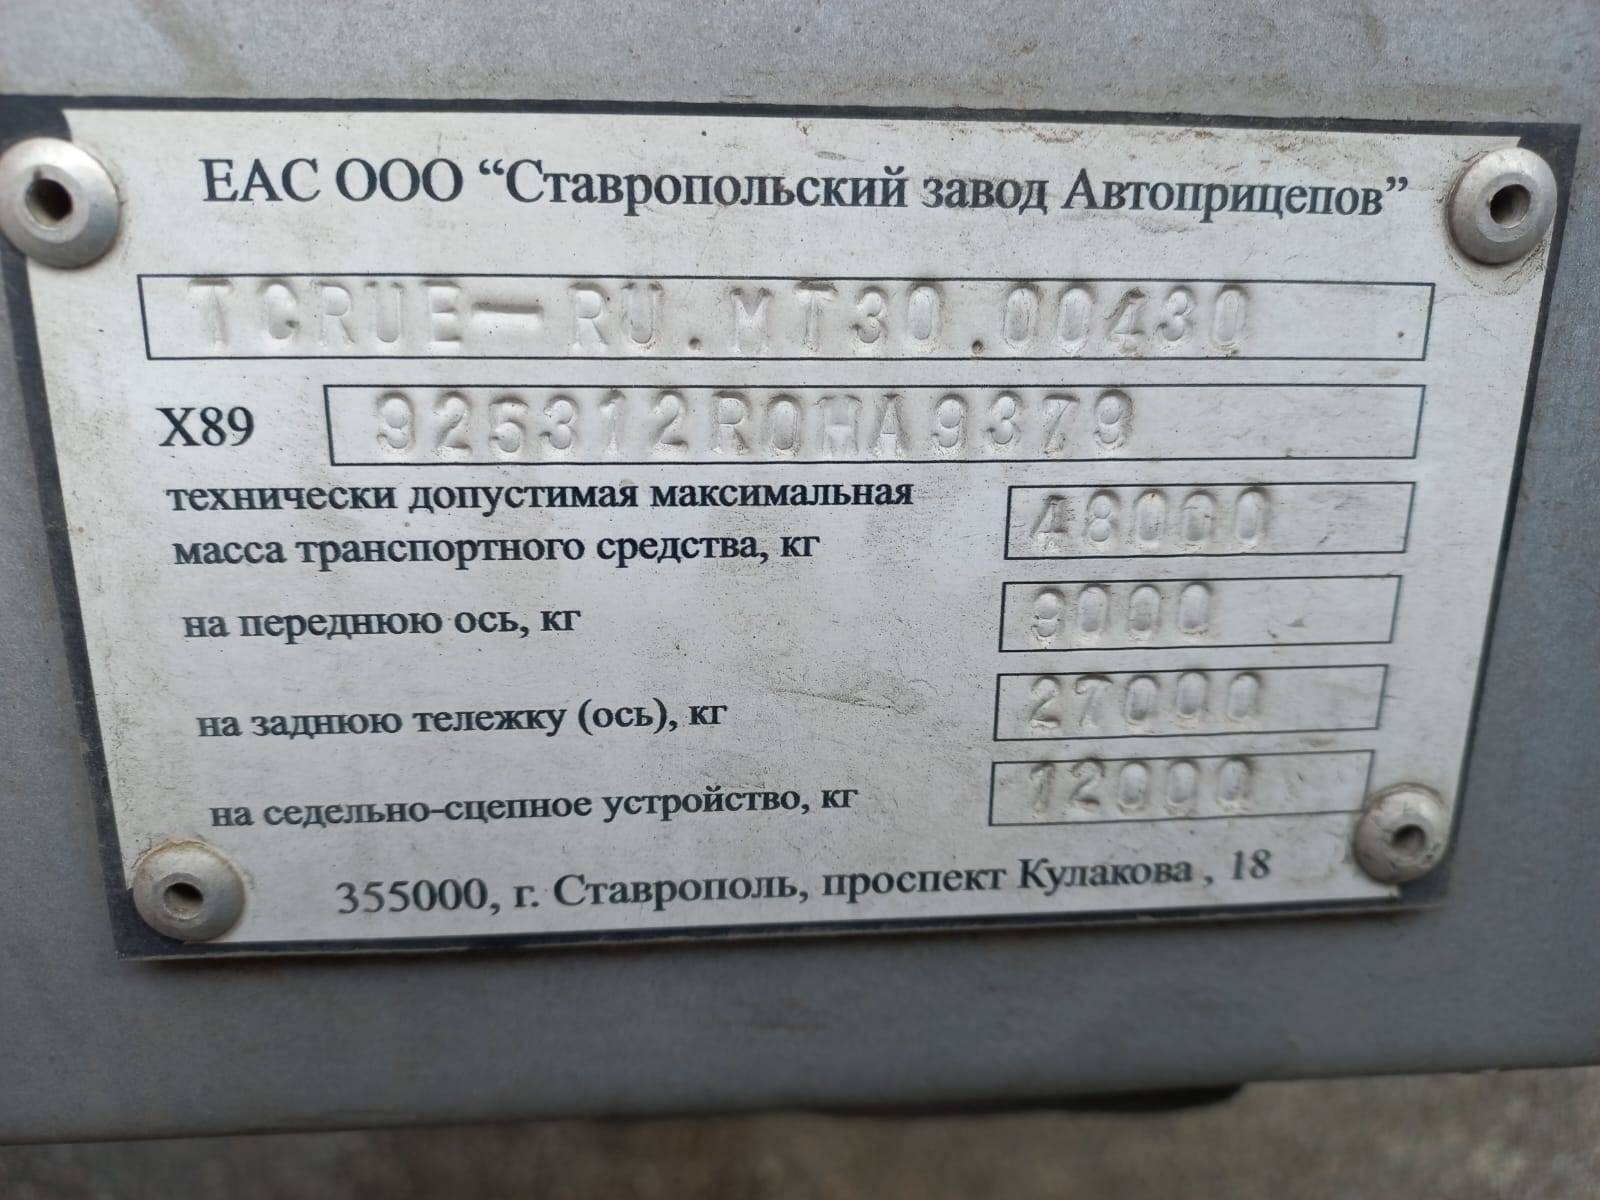 ЕАС ООО “Ставропольский завод Автоприцепов”
TCRUE-RU.MT30.00430
X89 925312R0HA9379
технически допустимая максимальная
масса транспортного средства, кг 48000
на переднюю ось, кг 9000
на заднюю тележку (ось), кг 27000
на седельно-сцепное устройство, кг 12000
355000, г. Ставрополь, проспект Кулакова , 18